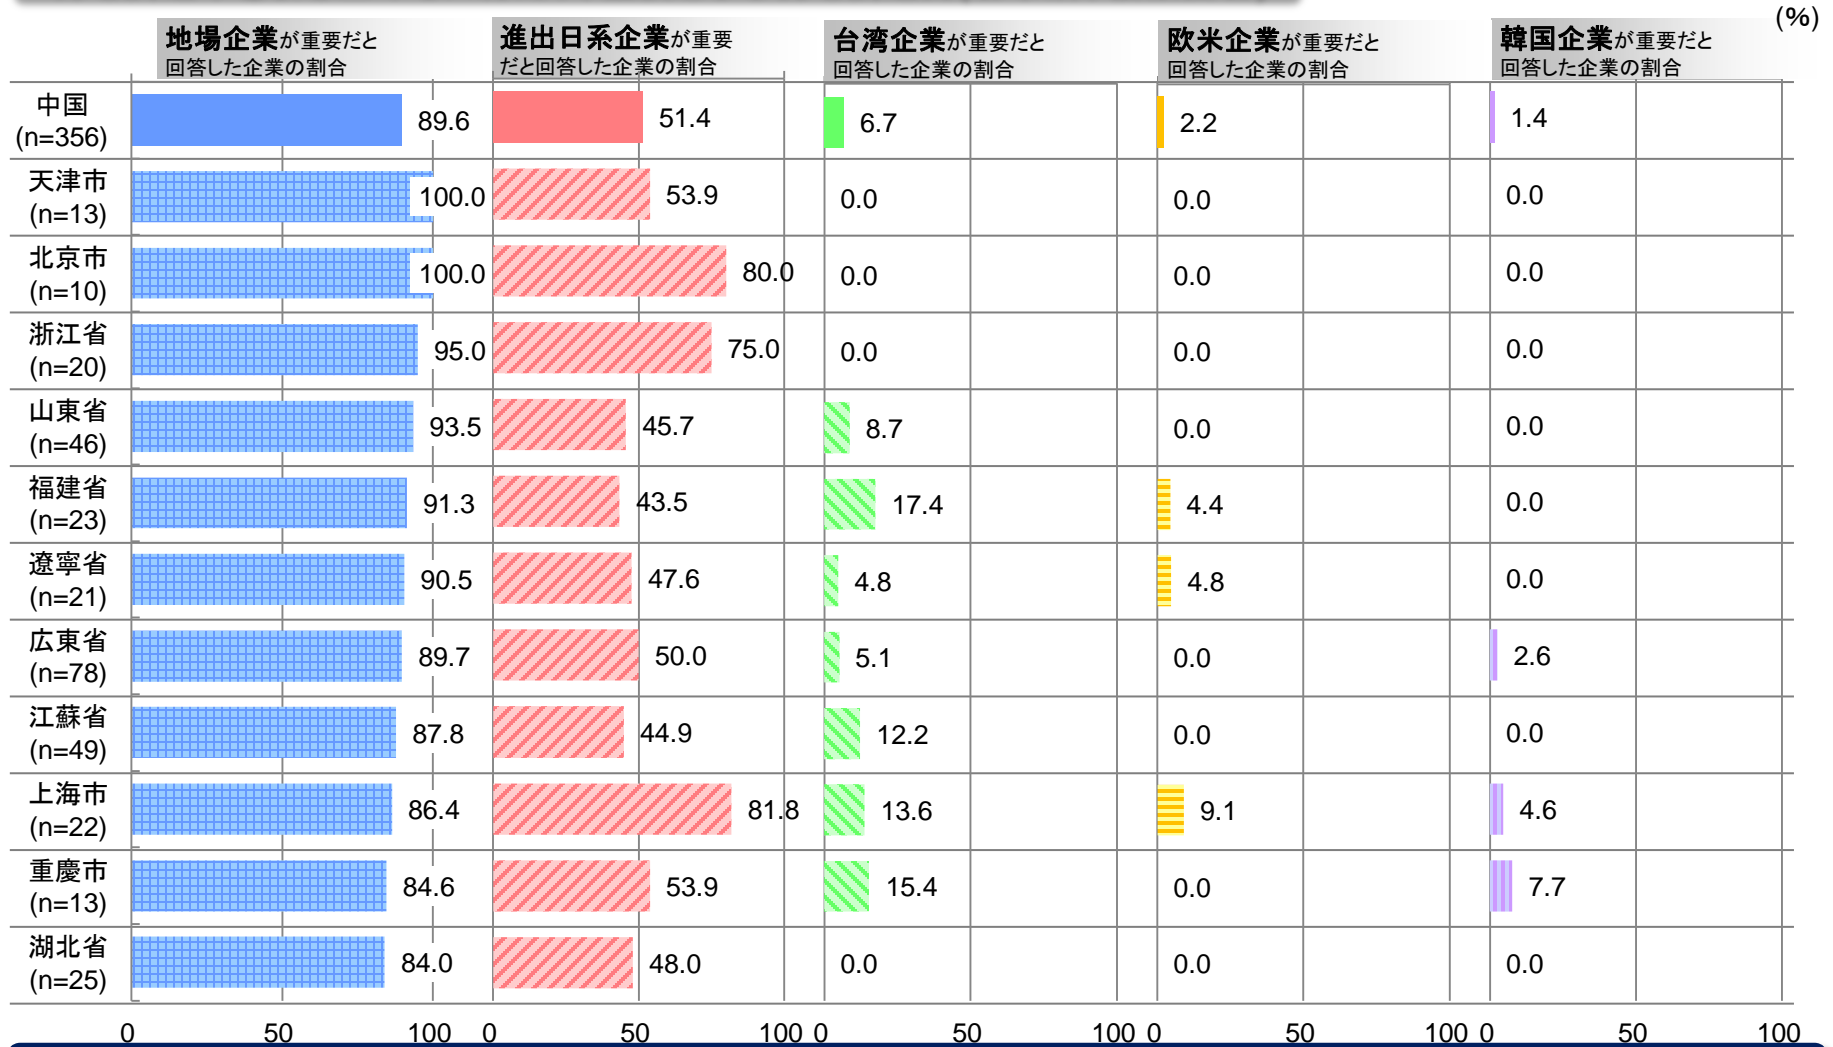 (%)
地場企業が重要だと
回答した企業の割合
進出日系企業が重要
だと回答した企業の割合
台湾企業が重要だと
回答した企業の割合
欧米企業が重要だと
回答した企業の割合
韓国企業が重要だと
回答した企業の割合
中国
(n=356)
89.6 51.4 6.7 2.2 1.4
天津市
(n=13)
100.0 53.9 0.0 0.0 0.0
北京市
(n=10)
100.0 80.0 0.0 0.0 0.0
浙江省
(n=20)
95.0 75.0 0.0 0.0 0.0
山東省
(n=46)
93.5 45.7 8.7 0.0 0.0
福建省
(n=23)
91.3 43.5 17.4 4.4 0.0
遼寧省
(n=21)
90.5 47.6 4.8 4.8 0.0
広東省
(n=78)
89.7 50.0 5.1 0.0 2.6
江蘇省
(n=49)
87.8 44.9 12.2 0.0 0.0
上海市
(n=22)
86.4 81.8 13.6 9.1 4.6
重慶市
(n=13)
84.6 53.9 15.4 0.0 7.7
湖北省
(n=25)
84.0 48.0 0.0 0.0 0.0
0 50 100 0 50 100 0 50 100 0 50 100 0 50 100